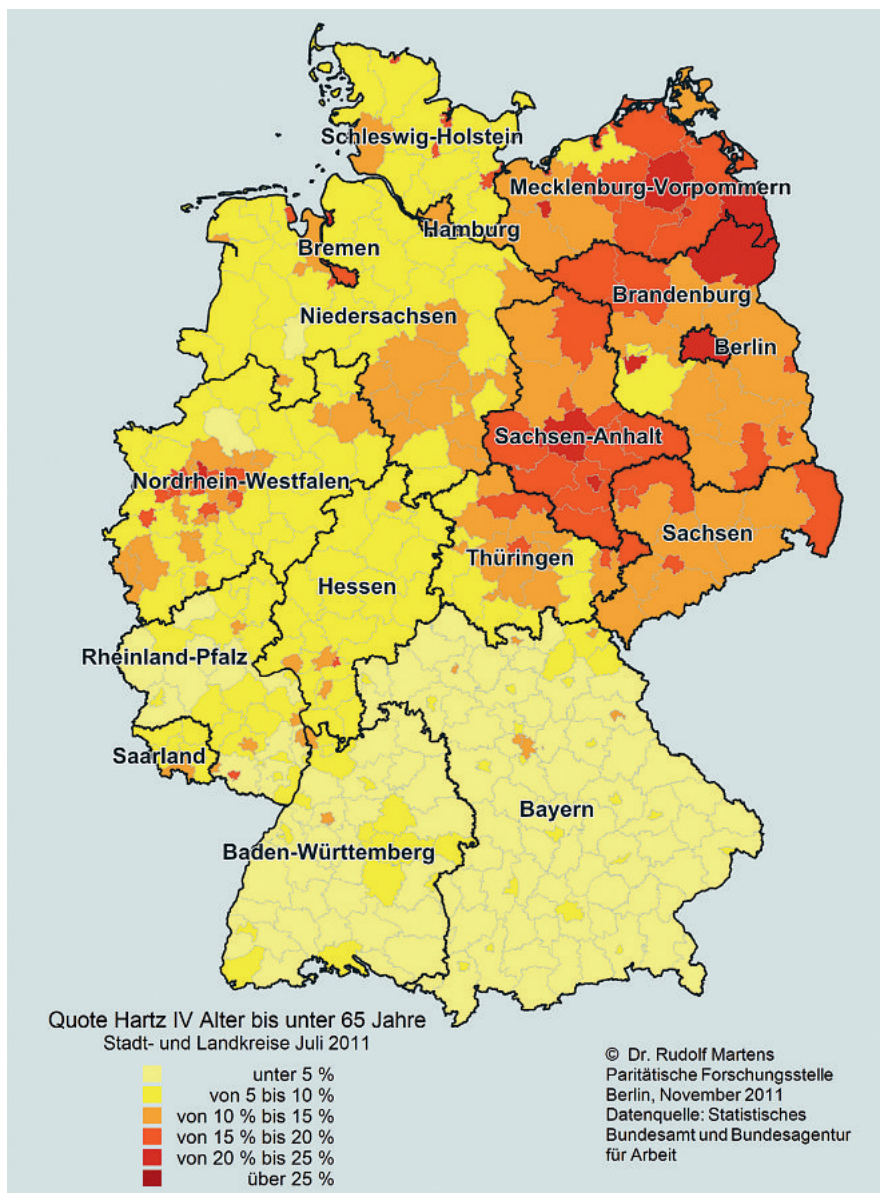 Schleswig-Holstein
Mecklenburg-Vorpommern
Hamburg
Bremen
Brandenburg
Niedersachsen
Berlin
Sachsen-Anhalt
Nordrhein-Westfalen
Sachsen
Thüringen
Hessen
Rheinland-Pfalz
Saarland
Bayern
Baden-Württemberg
Quote Hartz IV Alter bis unter 65 Jahre
Stadt- und Landkreise Juli 2011
unter 5 %
von 5 bis 10 %
von 10 % bis 15 %
von 15 % bis 20 %
von 20 % bis 25 %
über 25 %
© Dr. Rudolf Martens
Paritätische Forschungsstelle
Berlin, November 2011
Datenquelle: Statistisches
Bundesamt und Bundesagentur
für Arbeit